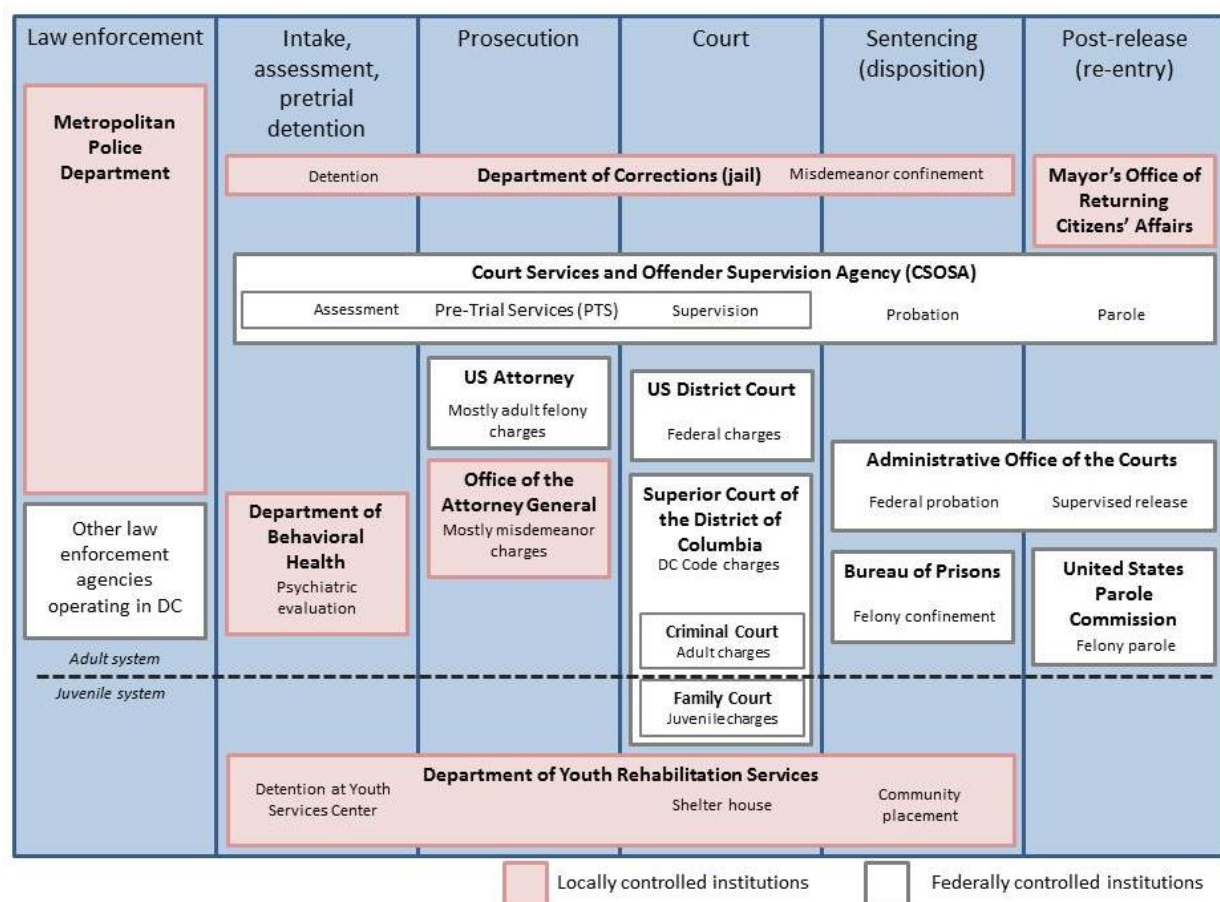 Law enforcement
Intake,
assessment,
pretrial
detention
Prosecution
Court
Sentencing
(disposition)
Post-release
(re-entry)
Metropolitan
Police
Department
Detention
Department of Corrections (jail)
Misdemeanor confinement
Mayor's Office of
Returning
Citizens' Affairs
Court Services and Offender Supervision Agency (CSOSA)
Assessment
Pre-Trial Services (PTS)
Supervision
Probation
Parole
US Attorney
Mostly adult felony
charges
US District Court
Federal charges
Office of the
Attorney General
Mostly misdemeanor
charges
Administrative Office of the Courts
Federal probation
Supervised release
Other law
enforcement
agencies
operating in DC
Department of
Behavioral
Health
Psychiatric
evaluation
Superior Court of
the District of
Columbia
DC Code charges
Criminal Court
Adult charges
Bureau of Prisons
Felony confinement
United States
Parole
Commission
Felony parole
Adult system
Juvenile system
Family Court
Juvenile charges
Department of Youth Rehabilitation Services
Detention at Youth
Services Center
Shelter house
Community
placement
Locally controlled institutions
Federally controlled institutions